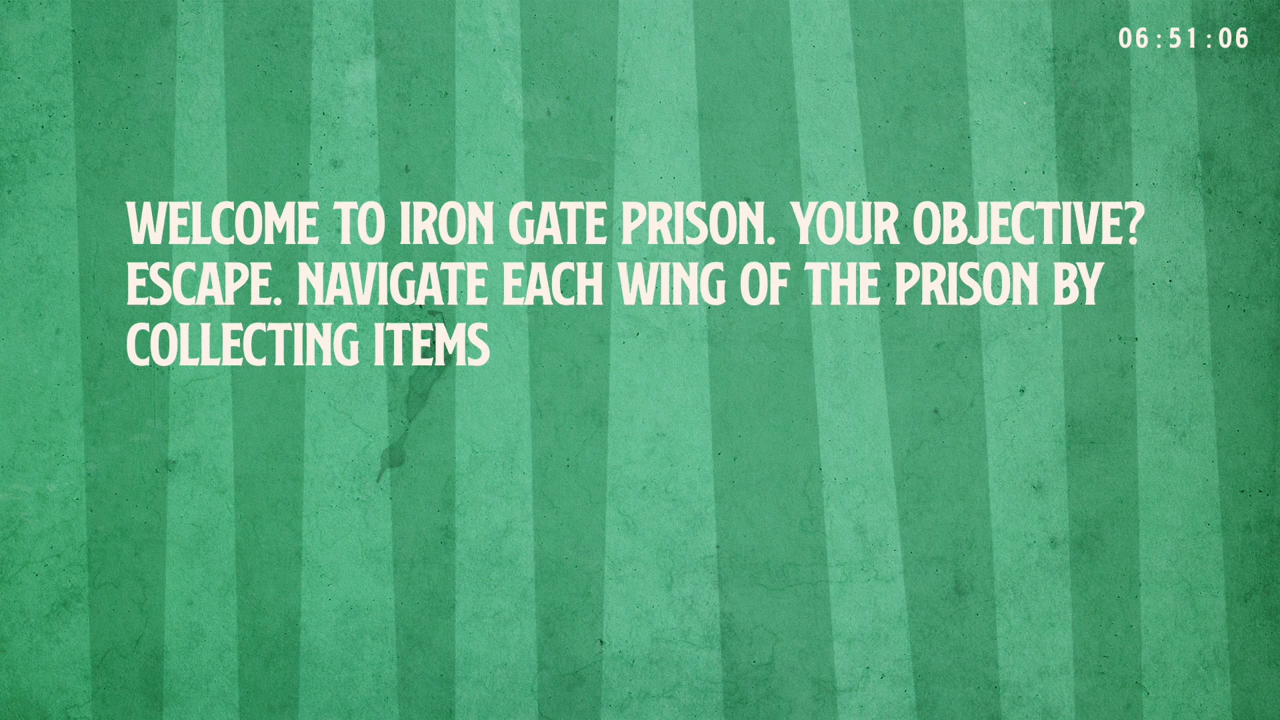 06:51:06
WELCOME TO IRON GATE PRISON. YOUR OBJECTIVE?
ESCAPE. NAVIGATE EACH WING OF THE PRISON BY
COLLECTING ITEMS